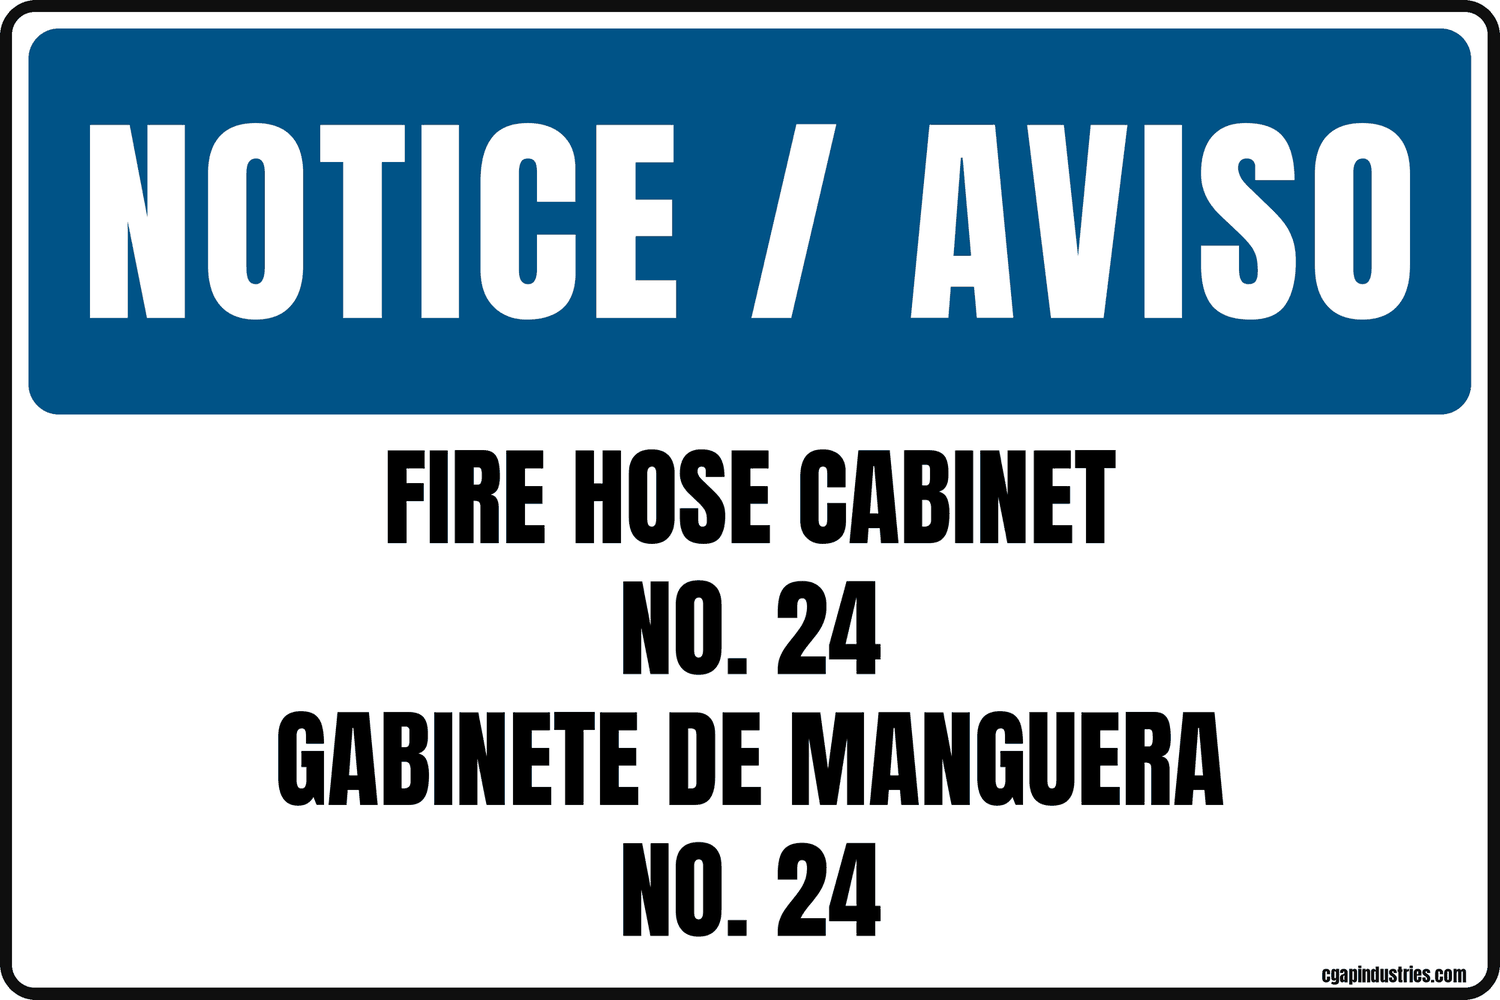 NOTICE / AVISO
FIRE HOSE CABINET
NO. 24
GABINETE DE MANGUERA
NO. 24
cgapindustries.com